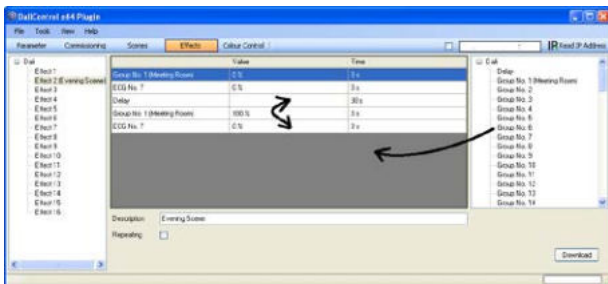 DaliControl e64 Plugin
File Tools View Help
Parameter Commissioning Scenes Effects Colour Control
IP Read IP Address
Dali
Effect 1
Effect 2 (Evening Scene)
Effect 3
Effect 4
Effect 5
Effect 6
Effect 7
Effect 8
Effect 9
Effect 10
Effect 11
Effect 12
Effect 13
Effect 14
Effect 15
Effect 16
Value Time
Group No. 1 (Meeting Room) 0 % 3 s
ECG No. 7 0 % 3 s
Delay 30 s
Group No. 1 (Meeting Room) 100 % 3 s
ECG No. 7 0 % 3 s
Description Evening Scene
Repeating
Dali
Delay
Group No. 1 (Meeting Room)
Group No. 2
Group No. 3
Group No. 4
Group No. 5
Group No. 6
Group No. 7
Group No. 8
Group No. 9
Group No. 10
Group No. 11
Group No. 12
Group No. 13
Group No. 14
Download